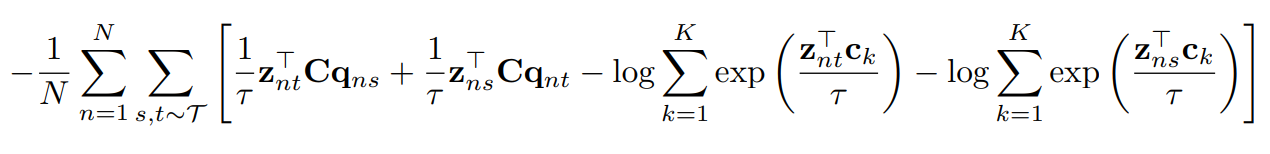 $$-\frac{1}{N}\sum_{n=1}^{N}\sum_{s,t\sim\mathcal{T}}\left[\frac{1}{\tau}\mathbf{z}_{nt}^{\top}\mathbf{C}\mathbf{q}_{ns}+\frac{1}{\tau}\mathbf{z}_{ns}^{\top}\mathbf{C}\mathbf{q}_{nt}-\log\sum_{k=1}^{K}\exp\left(\frac{\mathbf{z}_{nt}^{\top}\mathbf{c}_{k}}{\tau}\right)-\log\sum_{k=1}^{K}\exp\left(\frac{\mathbf{z}_{ns}^{\top}\mathbf{c}_{k}}{\tau}\right)\right]$$